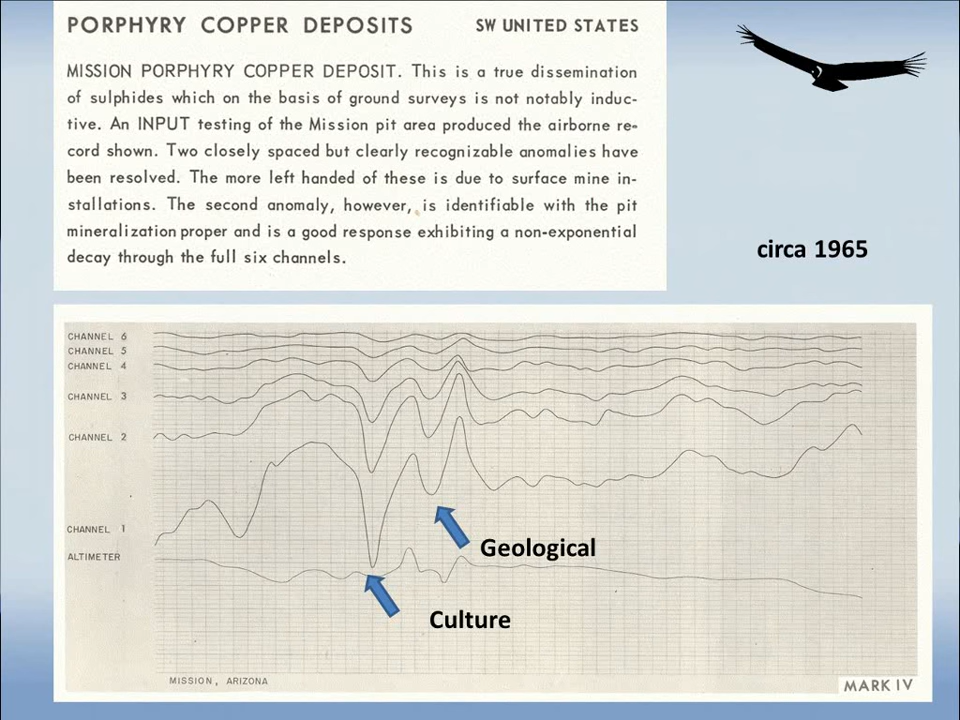 PORPHYRY COPPER DEPOSITS SW UNITED STATES
MISSION PORPHYRY COPPER DEPOSIT. This is a true dissemination
of sulphides which on the basis of ground surveys is not notably induc-
tive. An INPUT testing of the Mission pit area produced the airborne re-
cord shown. Two closely spaced but clearly recognizable anomalies have
been resolved. The more left handed of these is due to surface mine in-
stallations. The second anomaly, however, is identifiable with the pit
mineralization proper and is a good response exhibiting a non-exponential
decay through the full six channels.
circa 1965
CHANNEL 6
CHANNEL 5
CHANNEL 4
CHANNEL 3
CHANNEL 2
CHANNEL 1
Geological
ALTIMETER
Culture
MISSION, ARIZONA
MARK IV